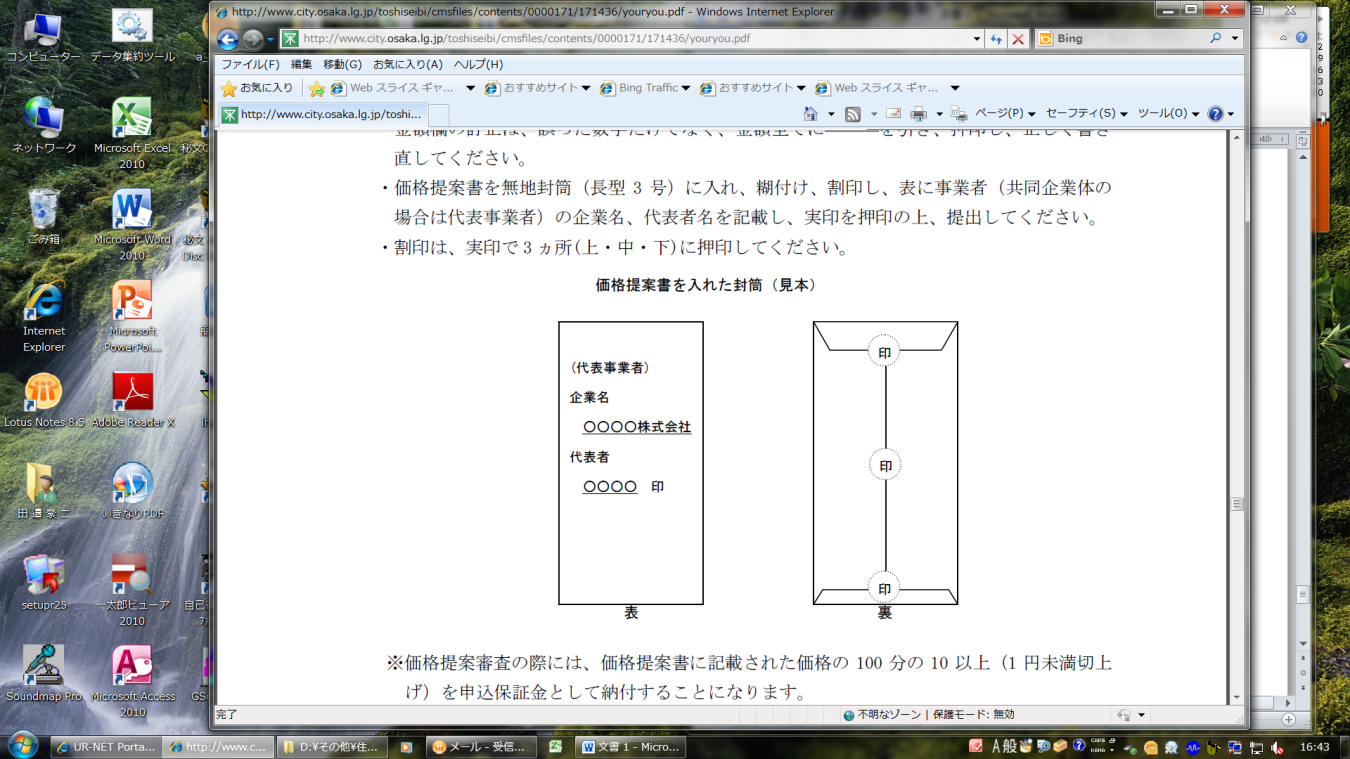 http://www.city.osaka.lg.jp/toshiseibi/cmsfiles/contents/0000171/171436/youryou.pdf - Windows Internet Explorer
http://www.city.osaka.lg.jp/toshiseibi/cmsfiles/contents/0000171/171436/youryou.pdf
Bing
ファイル(F) 編集 移動(G) お気に入り(A) ヘルプ(H)
お気に入り Web スライス ギャ... おすすめサイト Bing Traffic おすすめサイト Web スライス ギャ...
http://www.city.osaka.lg.jp/toshi...
ページ(P) セーフティ(S) ツール(O)
直してください。
・価格提案書を無地封筒（長型 3 号）に入れ、糊付け、割印し、表に事業者（共同企業体の
場合は代表事業者）の企業名、代表者名を記載し、実印を押印の上、提出してください。
・割印は、実印で 3 ヵ所(上・中・下)に押印してください。
価格提案書を入れた封筒（見本）
（代表事業者）
企業名
〇〇〇〇株式会社
代表者
〇〇〇〇 印
表
印
印
印
裏
※価格提案審査の際には、価格提案書に記載された価格の 100 分の 10 以上（1 円未満切上
げ）を申込保証金として納付することになります。
完了
不明なゾーン | 保護モード: 無効
コンピューター
データ集約ツール
ネットワーク
Microsoft Excel
2010
ごみ箱
Microsoft Word
2010
Internet
Explorer
Microsoft
PowerPoi...
Lotus Notes 8.5
Adobe Reader X
田邉豪二
いきなりPDF
setupr25
一太郎ビューア
2010
Soundmap Pro
Microsoft Access
2010
UR-NET Porta...
http://www.c...
D:¥その他¥住...
メール - 受信...
文書 1 - Micro...
A 般
CAPS
KANA
16:43